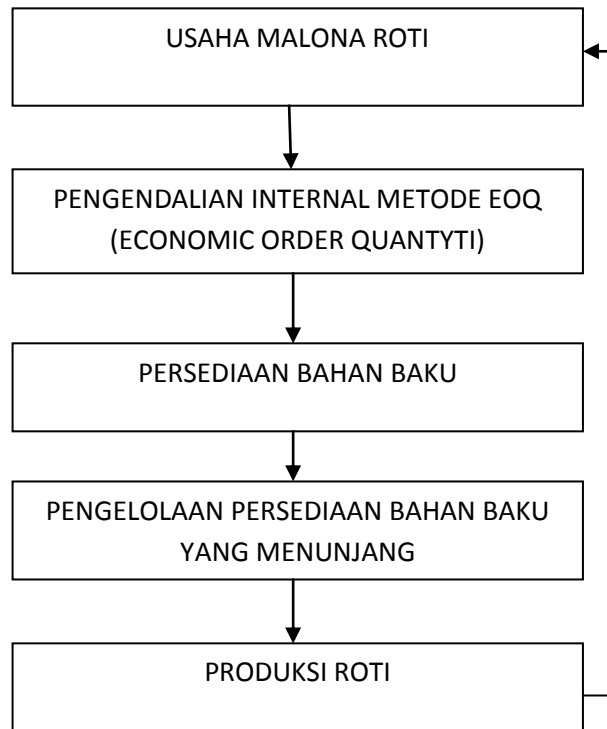 USAHA MALONA ROTI
PENGENDALIAN INTERNAL METODE EOQ
(ECONOMIC ORDER QUANTYTI)
PERSEDIAAN BAHAN BAKU
PENGELOLAAN PERSEDIAAN BAHAN BAKU
YANG MENUNJANG
PRODUKSI ROTI